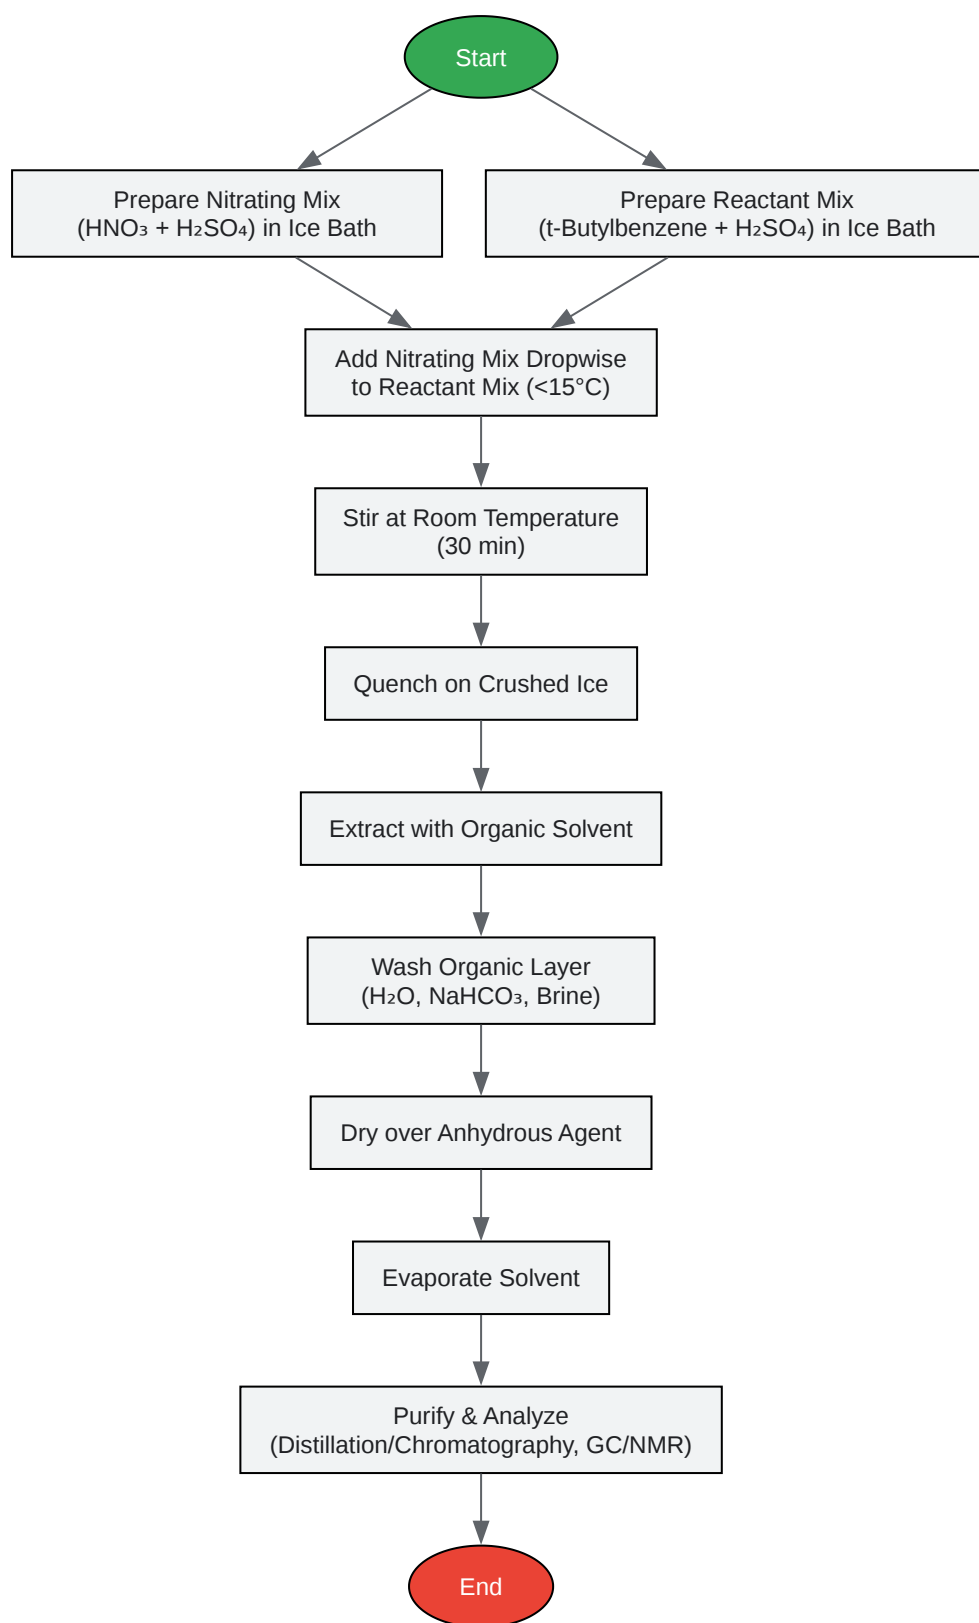 Start
Prepare Nitrating Mix
(HNO₃ + H₂SO₄) in Ice Bath
Prepare Reactant Mix
(t-Butylbenzene + H₂SO₄) in Ice Bath
Add Nitrating Mix Dropwise
to Reactant Mix (<15°C)
Stir at Room Temperature
(30 min)
Quench on Crushed Ice
Extract with Organic Solvent
Wash Organic Layer
(H₂O, NaHCO₃, Brine)
Dry over Anhydrous Agent
Evaporate Solvent
Purify & Analyze
(Distillation/Chromatography, GC/NMR)
End